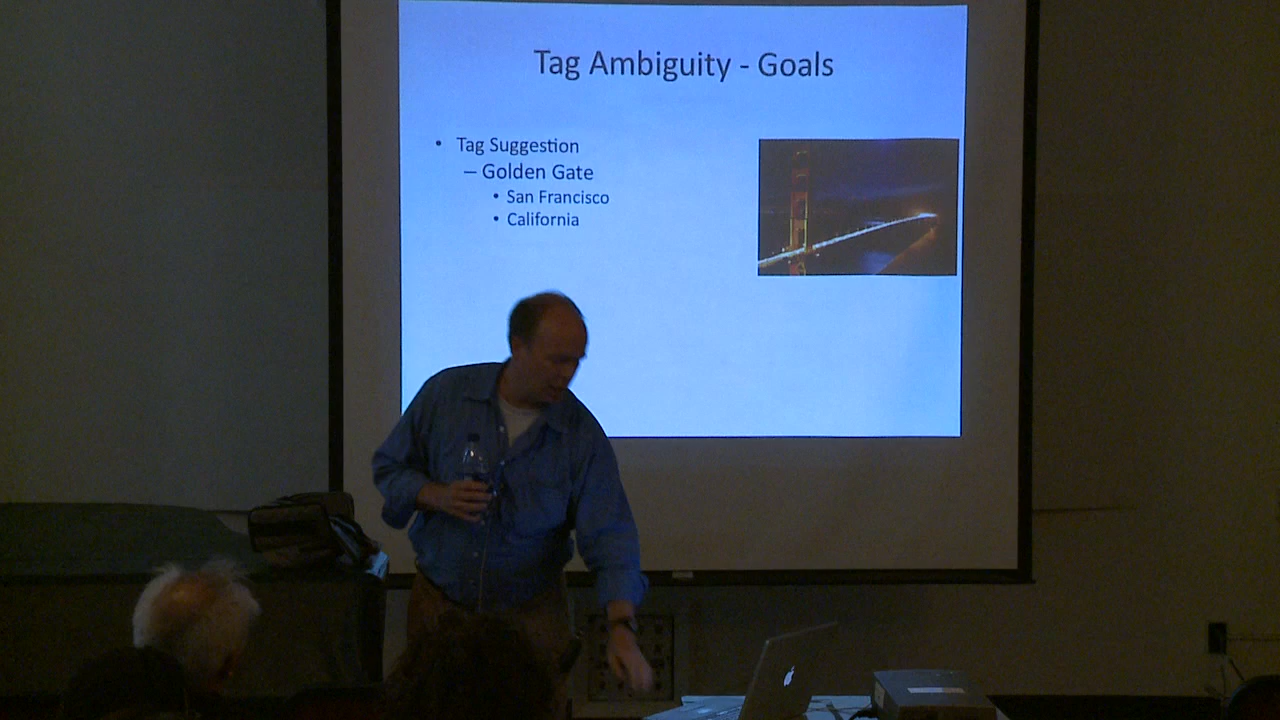 Tag Ambiguity - Goals
• Tag Suggestion
– Golden Gate
• San Francisco
• California